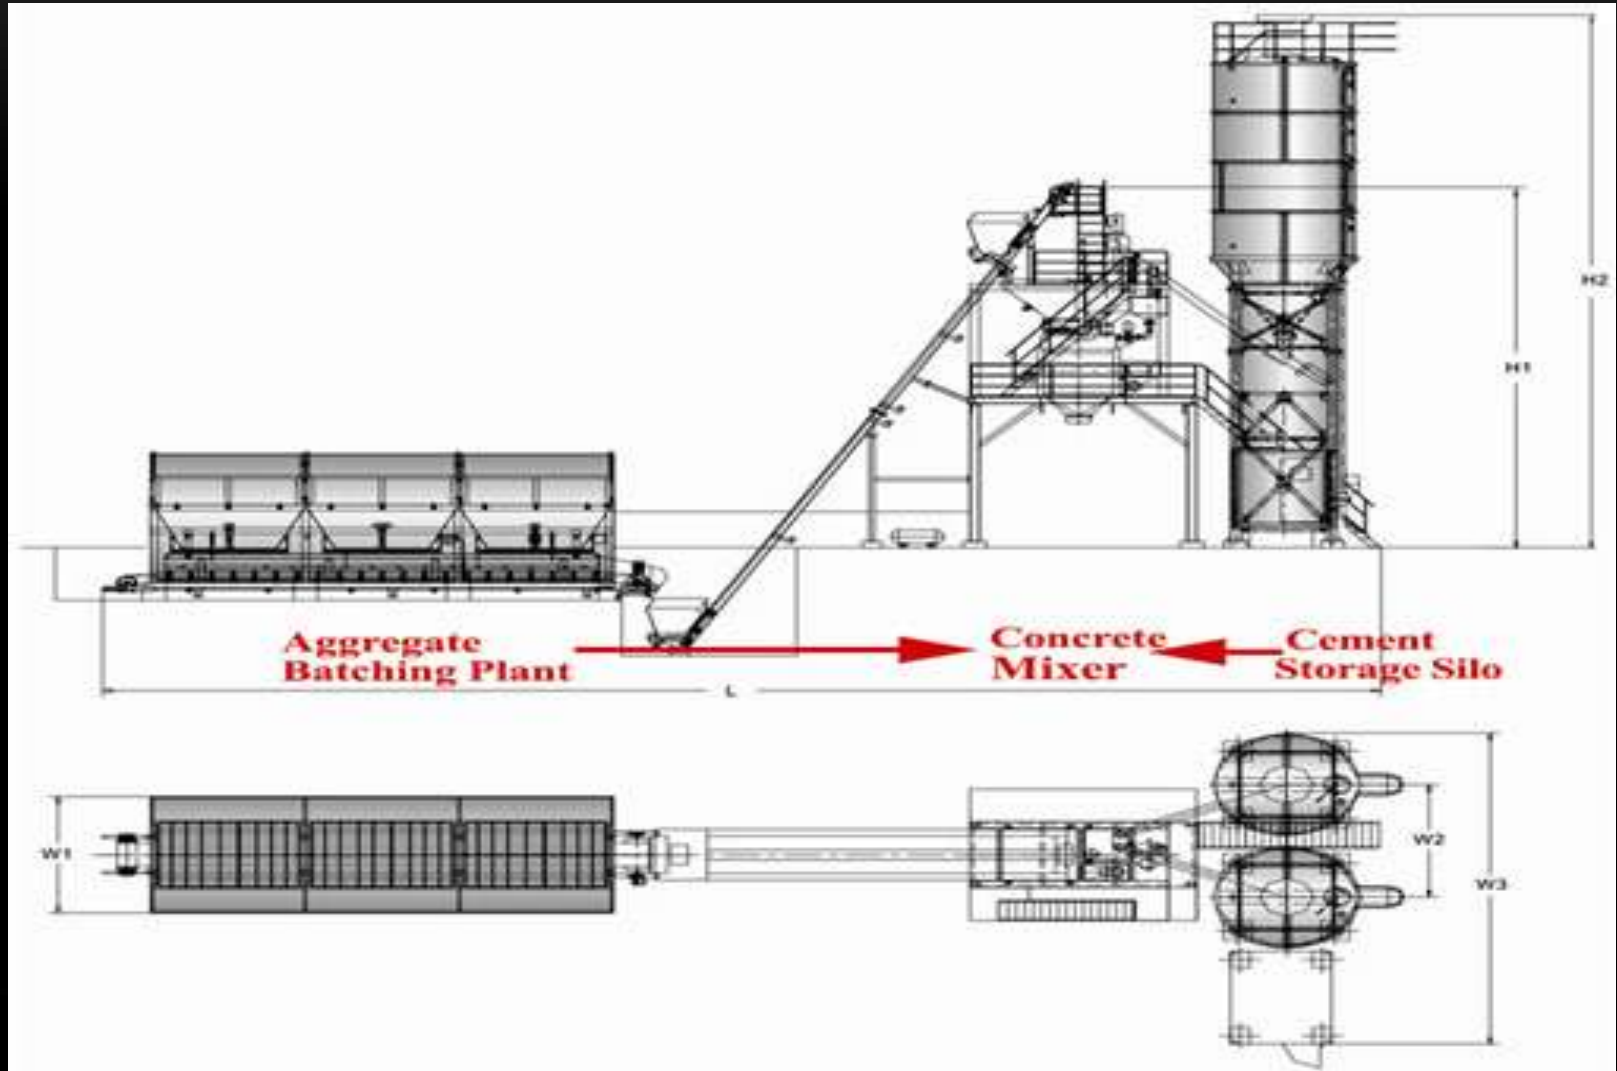 H2
H1
Aggregate
Batching Plant
Concrete
Mixer
Cement
Storage Silo
L
W1
W2
W3